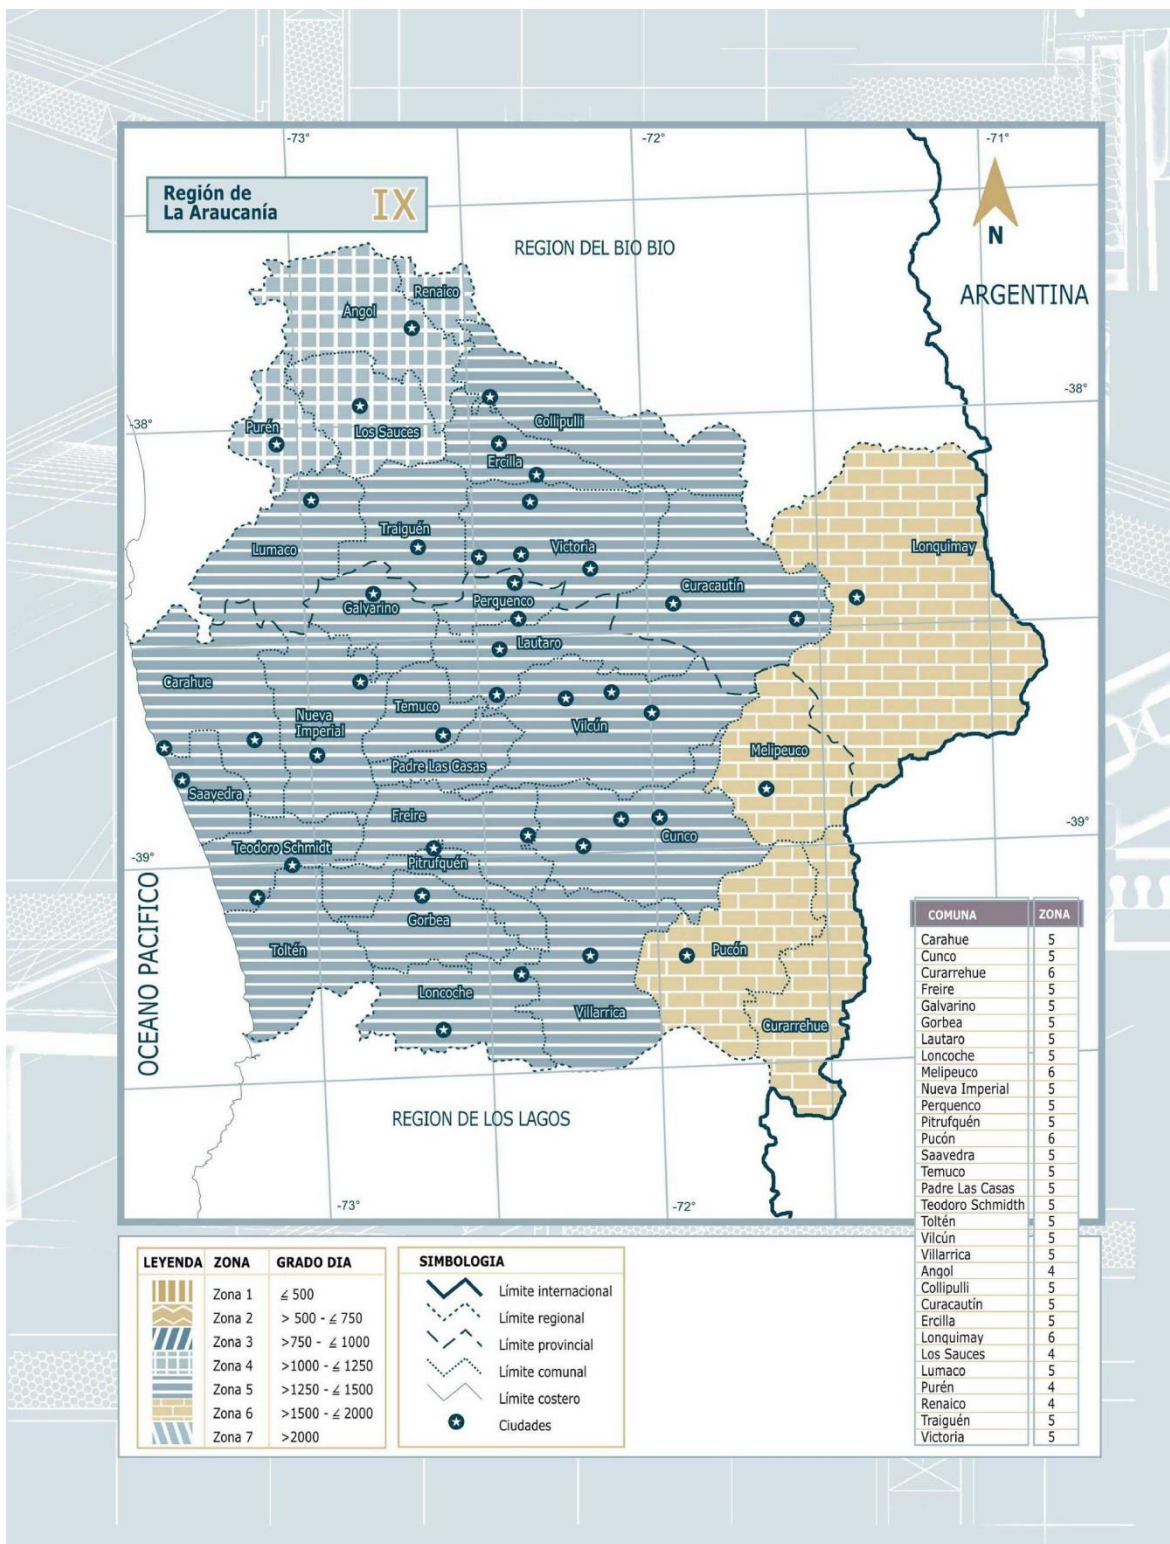 -73°
-72°
-71°
Región de
La Araucanía
IX
N
REGION DEL BIO BIO
ARGENTINA
Renaico
Angol
-38°
-38°
Collipulli
Purén
Los Sauces
Ercilla
Traiguén
Lumaco
Victoria
Lonquimay
Curacautín
Galvarino
Perquenco
Lautaro
Carahue
Temuco
Nueva
Imperial
Vilcún
Melipeuco
Padre Las Casas
Saavedra
Freire
-39°
Cunco
Teodoro Schmidt
-39°
Pitrufquén
Gorbea
Toltén
Pucón
Loncoche
Villarrica
Curarrehue
OCEANO PACIFICO
REGION DE LOS LAGOS
-73°
-72°
COMUNA ZONA
Carahue 5
Cunco 5
Curarrehue 6
Freire 5
Galvarino 5
Gorbea 5
Lautaro 5
Loncoche 5
Melipeuco 6
Nueva Imperial 5
Perquenco 5
Pitrufquén 5
Pucón 6
Saavedra 5
Temuco 5
Padre Las Casas 5
Teodoro Schmidth 5
Toltén 5
Vilcún 5
Villarrica 5
Angol 4
Collipulli 5
Curacautín 5
Ercilla 5
Lonquimay 6
Los Sauces 4
Lumaco 5
Purén 4
Renaico 4
Traiguén 5
Victoria 5
LEYENDA ZONA GRADO DIA
Zona 1 ≤ 500
Zona 2 > 500 - ≤ 750
Zona 3 >750 - ≤ 1000
Zona 4 >1000 - ≤ 1250
Zona 5 >1250 - ≤ 1500
Zona 6 >1500 - ≤ 2000
Zona 7 >2000
SIMBOLOGIA
Límite internacional
Límite regional
Límite provincial
Límite comunal
Límite costero
Ciudades